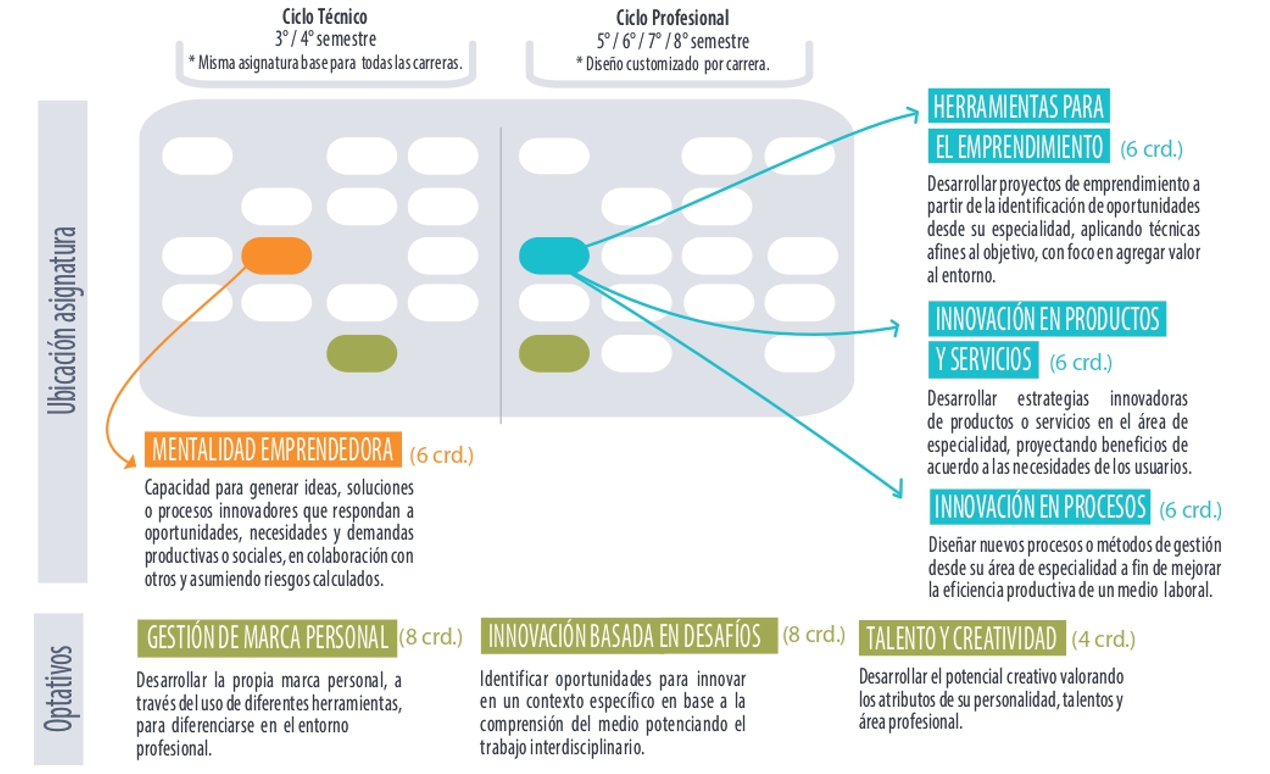 Ciclo Técnico
3° / 4° semestre
* Misma asignatura base para todas las carreras.
Ciclo Profesional
5° / 6° / 7° / 8° semestre
* Diseño customizado por carrera.
Ubicación asignatura
HERRAMIENTAS PARA
EL EMPRENDIMIENTO (6 crd.)
Desarrollar proyectos de emprendimiento a
partir de la identificación de oportunidades
desde su especialidad, aplicando técnicas
afines al objetivo, con foco en agregar valor
al entorno.
INNOVACIÓN EN PRODUCTOS
Y SERVICIOS (6 crd.)
Desarrollar estrategias innovadoras
de productos o servicios en el área de
especialidad, proyectando beneficios de
acuerdo a las necesidades de los usuarios.
INNOVACIÓN EN PROCESOS (6 crd.)
Diseñar nuevos procesos o métodos de gestión
desde su área de especialidad a fin de mejorar
la eficiencia productiva de un medio laboral.
MENTALIDAD EMPRENDEDORA (6 crd.)
Capacidad para generar ideas, soluciones
o procesos innovadores que respondan a
oportunidades, necesidades y demandas
productivas o sociales, en colaboración con
otros y asumiendo riesgos calculados.
Optativos
GESTIÓN DE MARCA PERSONAL (8 crd.)
Desarrollar la propia marca personal, a
través del uso de diferentes herramientas,
para diferenciarse en el entorno
profesional.
INNOVACIÓN BASADA EN DESAFÍOS (8 crd.)
Identificar oportunidades para innovar
en un contexto específico en base a la
comprensión del medio potenciando el
trabajo interdisciplinario.
TALENTO Y CREATIVIDAD (4 crd.)
Desarrollar el potencial creativo valorando
los atributos de su personalidad, talentos y
área profesional.